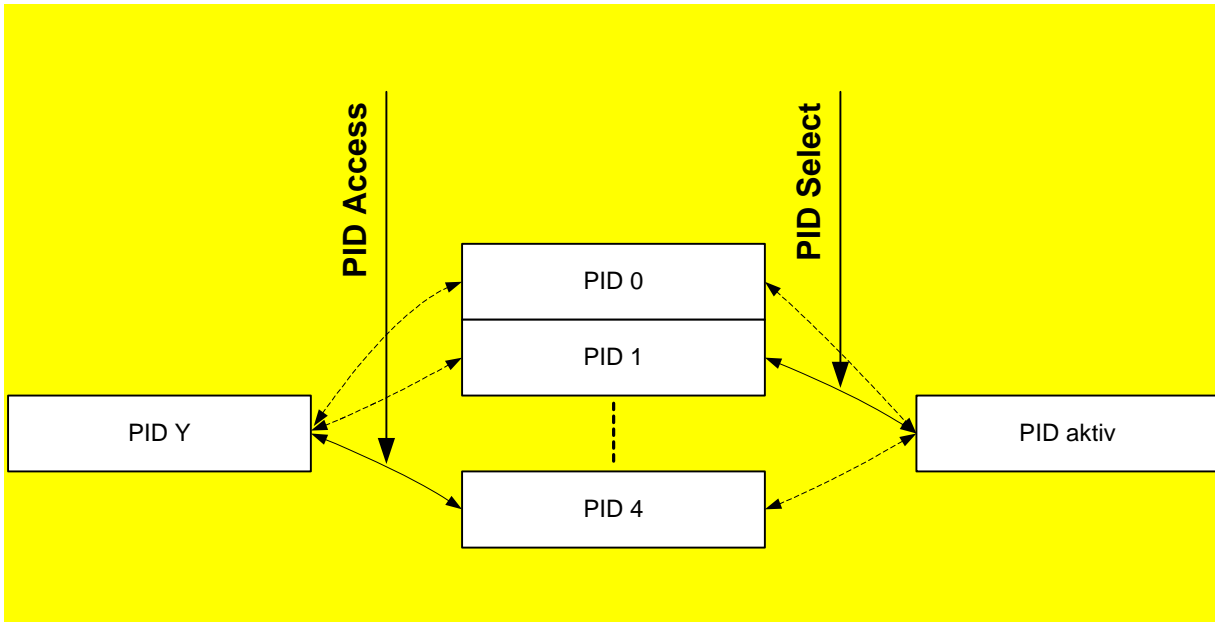 PID Access
PID Select
PID 0
PID 1
PID Y
PID aktiv
PID 4